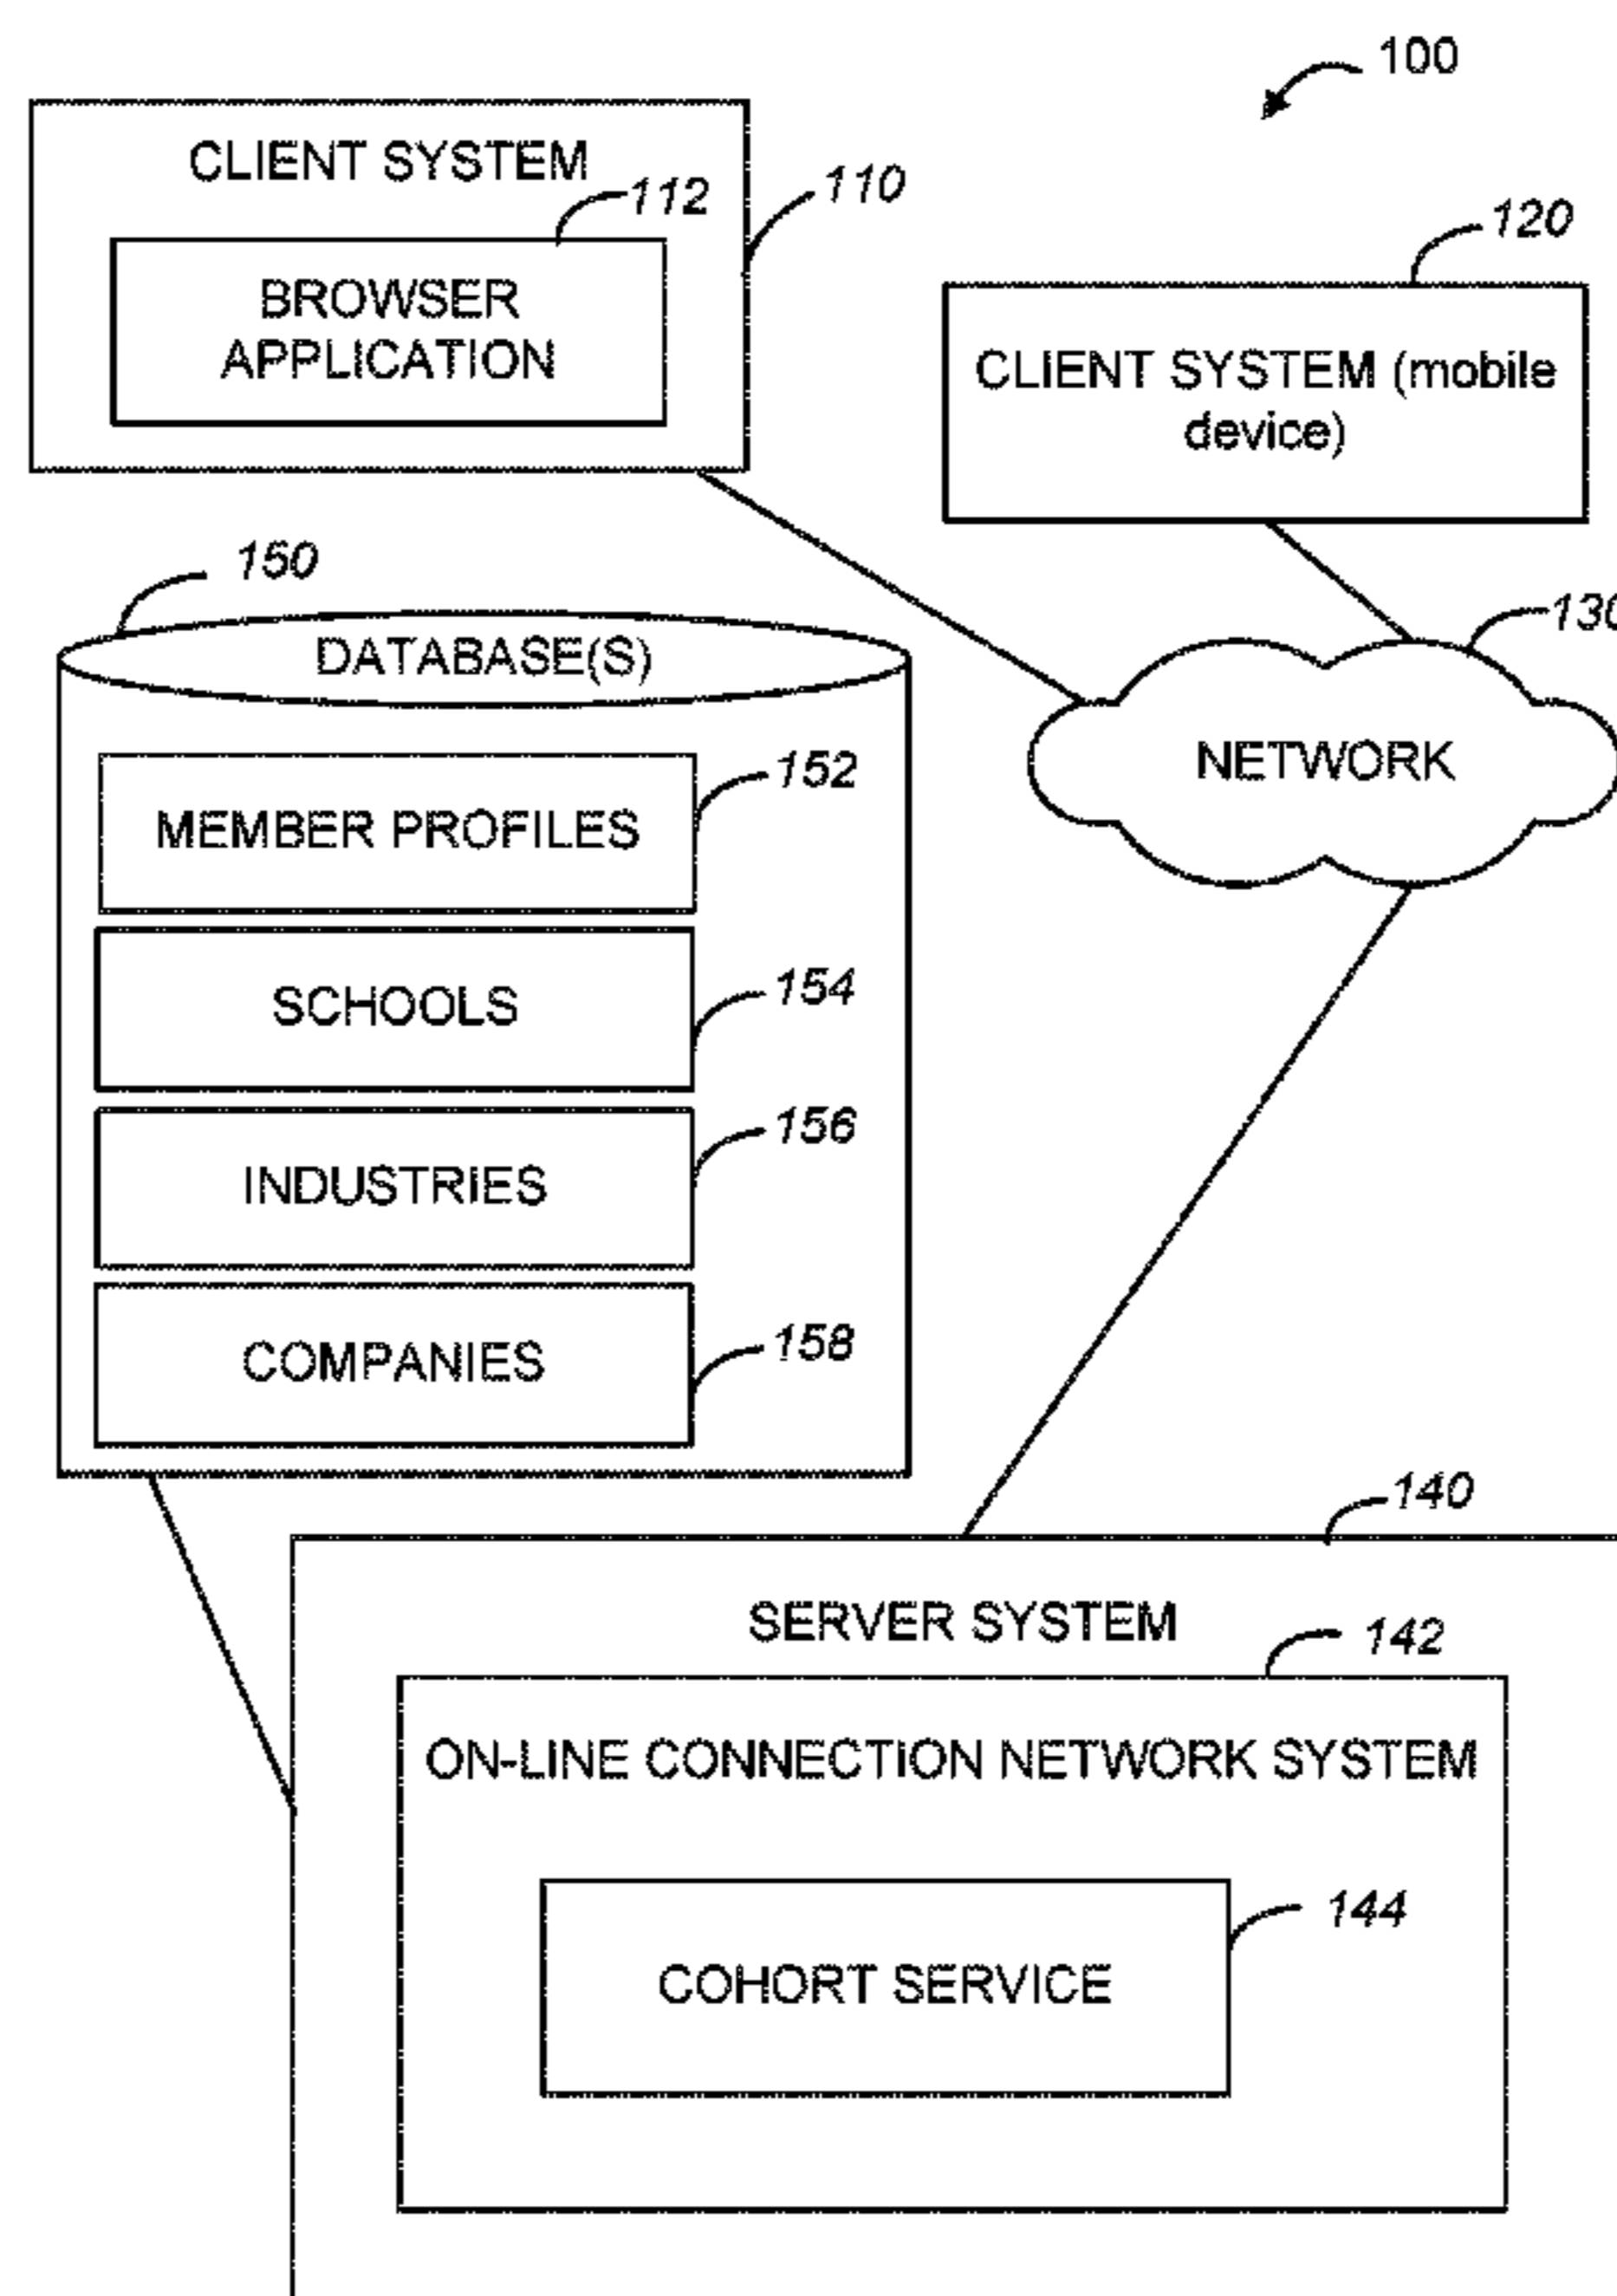 100
CLIENT SYSTEM
112
110
BROWSER
APPLICATION
120
CLIENT SYSTEM (mobile
device)
150
DATABASE(S)
130
NETWORK
MEMBER PROFILES
152
SCHOOLS
154
INDUSTRIES
156
COMPANIES
158
140
SERVER SYSTEM
142
ON-LINE CONNECTION NETWORK SYSTEM
144
COHORT SERVICE